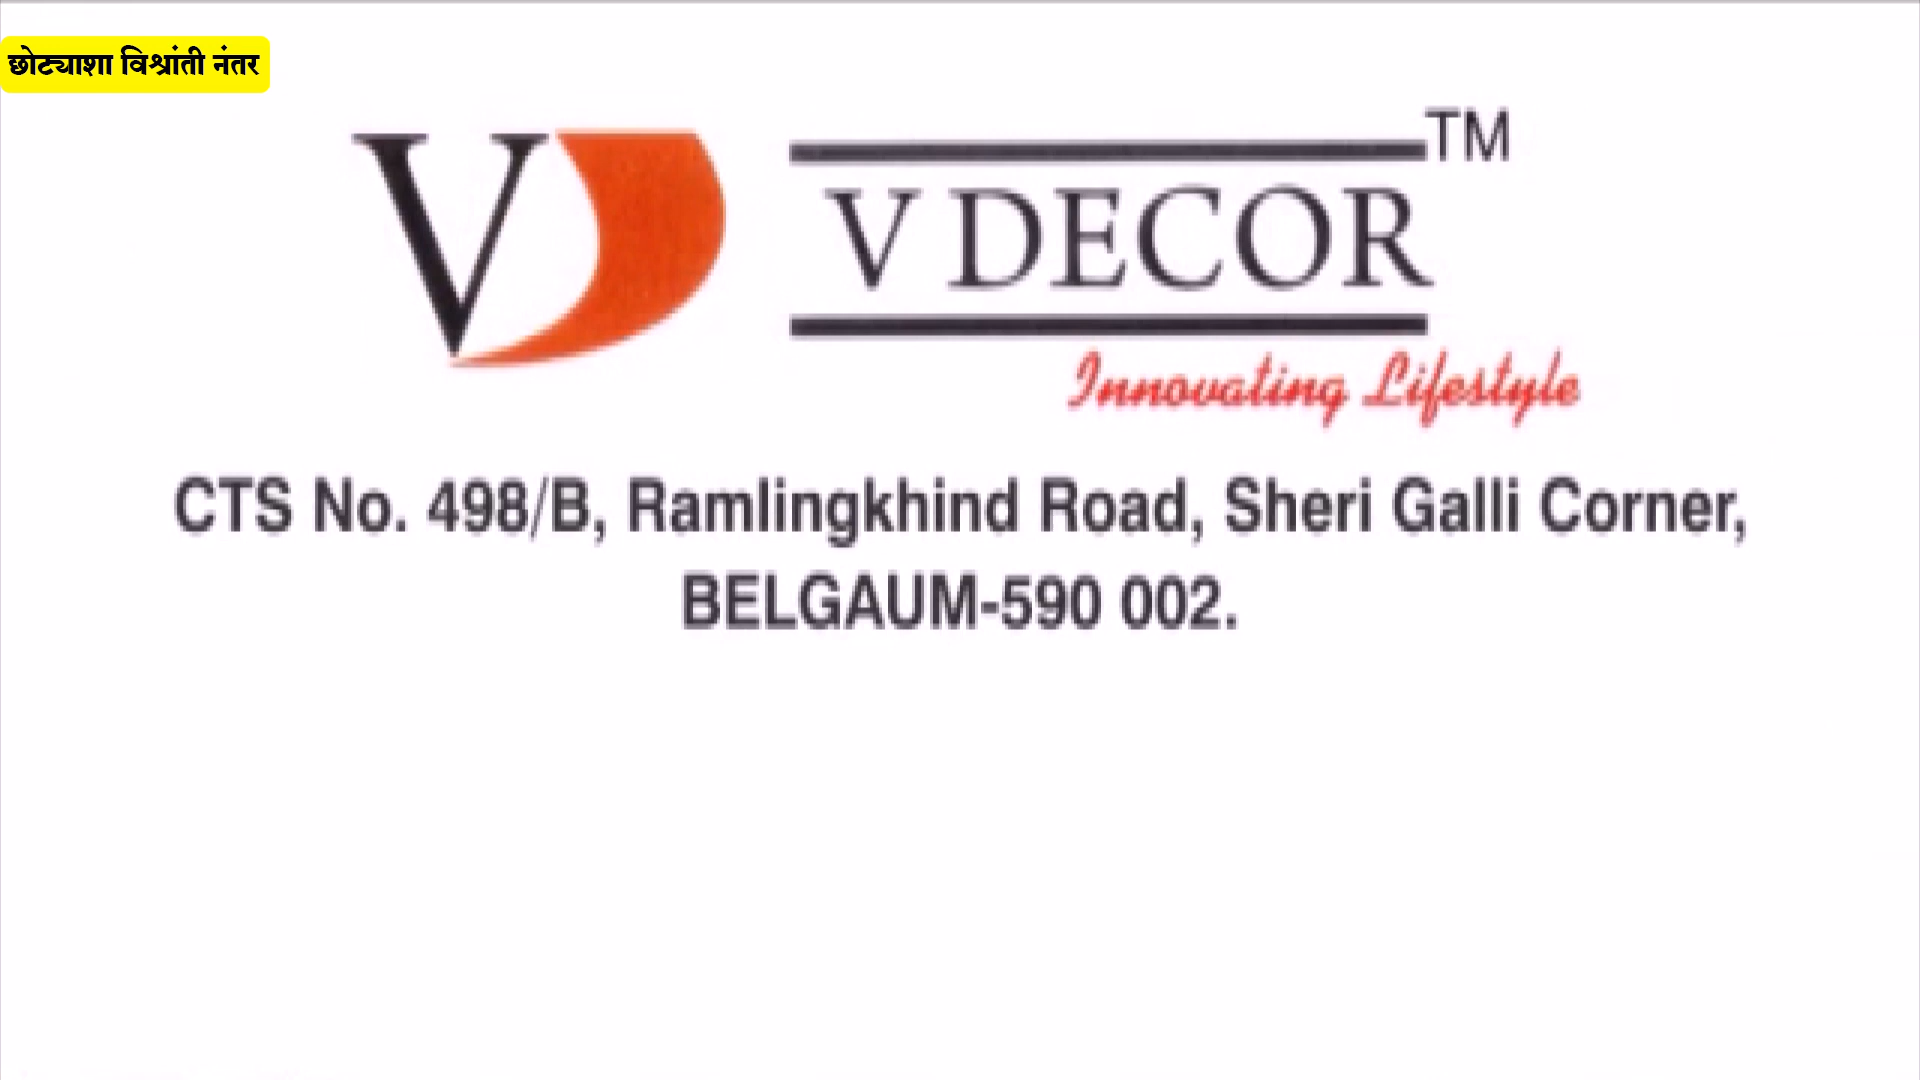 छोट्याशा विश्रांती नंतर
V
TM
V DECOR
Innovating Lifestyle
CTS No. 498/B, Ramlingkhind Road, Sheri Galli Corner,
BELGAUM-590 002.